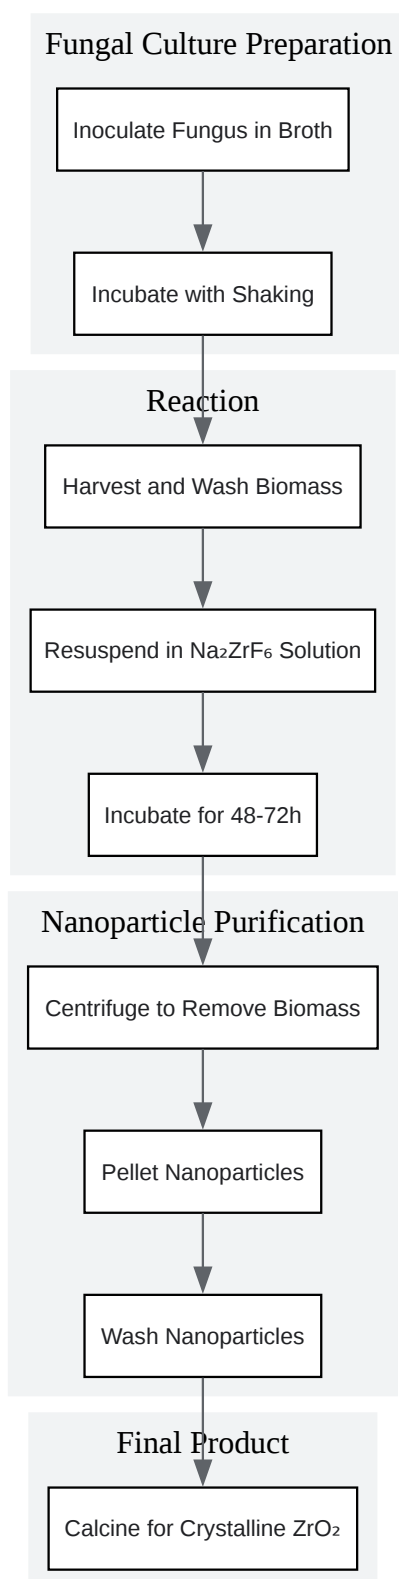 Fungal Culture Preparation
Inoculate Fungus in Broth
Incubate with Shaking
Reaction
Harvest and Wash Biomass
Resuspend in Na₂ZrF₆ Solution
Incubate for 48-72h
Nanoparticle Purification
Centrifuge to Remove Biomass
Pellet Nanoparticles
Wash Nanoparticles
Final Product
Calcine for Crystalline ZrO₂